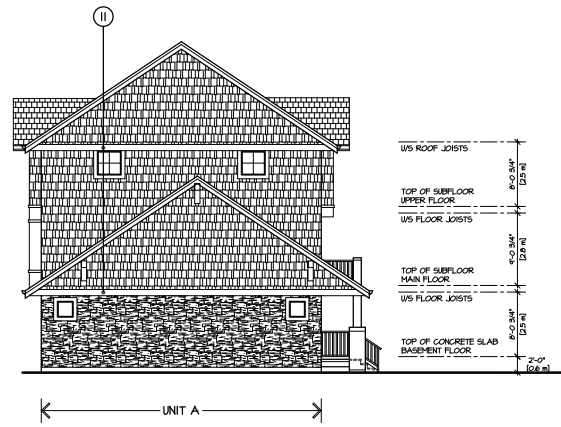 11
U/S ROOF JOISTS
8'-0 3/4"
[2.5 m]
TOP OF SUBFLOOR
UPPER FLOOR
U/S FLOOR JOISTS
9'-0 3/4"
[2.8 m]
TOP OF SUBFLOOR
MAIN FLOOR
U/S FLOOR JOISTS
8'-0 3/4"
[2.5 m]
TOP OF CONCRETE SLAB
BASEMENT FLOOR
2'-0"
[0.6 m]
UNIT A